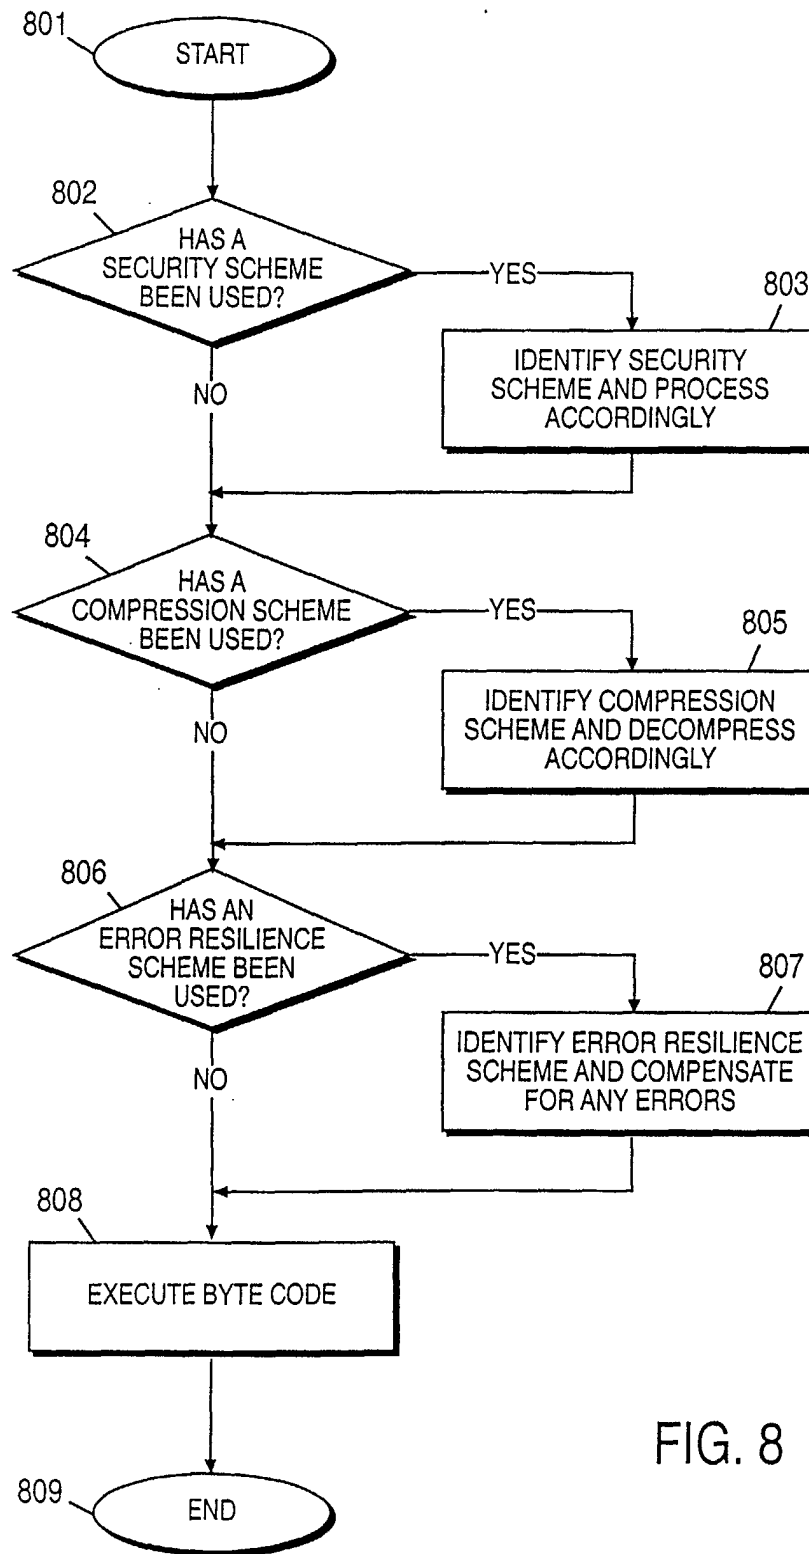 801
START
802
HAS A
SECURITY SCHEME
BEEN USED?
YES
803
IDENTIFY SECURITY
SCHEME AND PROCESS
ACCORDINGLY
NO
804
HAS A
COMPRESSION SCHEME
BEEN USED?
YES
805
IDENTIFY COMPRESSION
SCHEME AND DECOMPRESS
ACCORDINGLY
NO
806
HAS AN
ERROR RESILIENCE
SCHEME BEEN
USED?
YES
807
IDENTIFY ERROR RESILIENCE
SCHEME AND COMPENSATE
FOR ANY ERRORS
NO
808
EXECUTE BYTE CODE
809
END
FIG. 8